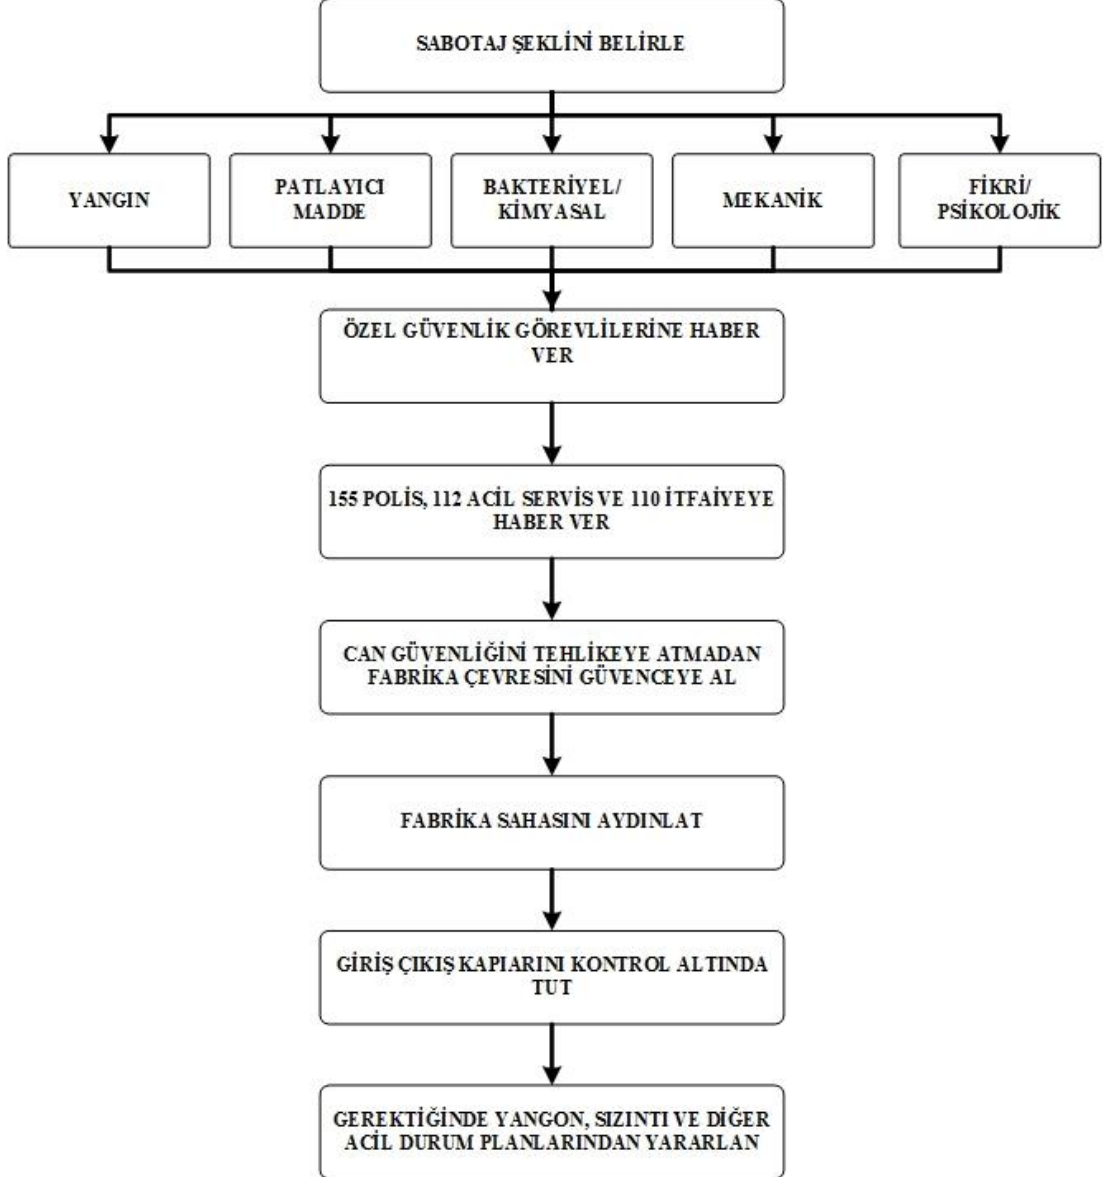 SABOTAJ ŞEKLİNİ BELİRLE
YANGIN
PATLAYICI
MADDE
BAKTERİYEL/
KİMYASAL
MEKANİK
FİKRİ/
PSİKOLOJİK
ÖZEL GÜVENLİK GÖREVLİLERİNE HABER
VER
155 POLİS, 112 ACİL SERVİS VE 110 İTFAİYEYE
HABER VER
CAN GÜVENLİĞİNİ TEHLİKEYE ATMADAN
FABRİKA ÇEVRESİNİ GÜVENCEYE AL
FABRİKA SAHASINI AYDINLAT
GİRİŞ ÇIKIŞ KAPIARINI KONTROL ALTINDA
TUT
GEREKTİĞİNDE YANGON, SIZINTI VE DİĞER
ACİL DURUM PLANLARINDAN YARARLAN